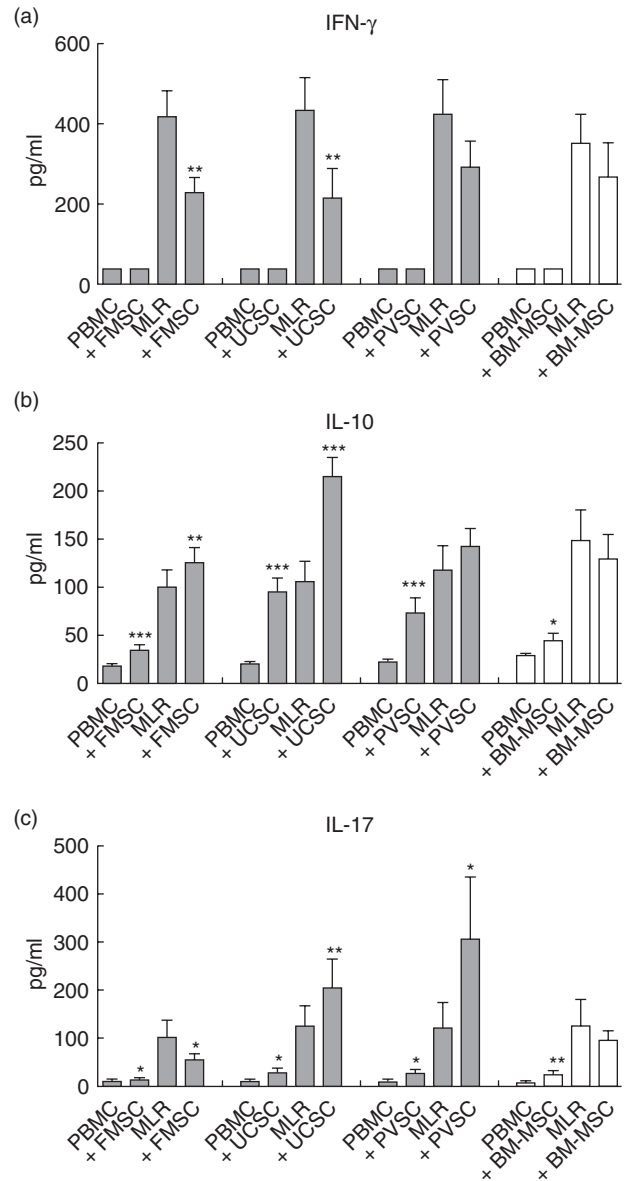 (a)
IFN-γ
pg/ml
600
400
200
0
**
**
PBMC
+ FMSC
MLR
+ FMSC
PBMC
+ UCSC
MLR
+ UCSC
PBMC
+ PVSC
MLR
+ PVSC
PBMC
+ BM-MSC
MLR
+ BM-MSC
(b)
IL-10
pg/ml
250
200
150
100
50
0
***
**
***
***
***
*
PBMC
+ FMSC
MLR
+ FMSC
PBMC
+ UCSC
MLR
+ UCSC
PBMC
+ PVSC
MLR
+ PVSC
PBMC
+ BM-MSC
MLR
+ BM-MSC
(c)
IL-17
pg/ml
500
400
300
200
100
0
*
*
*
**
*
*
**
PBMC
+ FMSC
MLR
+ FMSC
PBMC
+ UCSC
MLR
+ UCSC
PBMC
+ PVSC
MLR
+ PVSC
PBMC
+ BM-MSC
MLR
+ BM-MSC